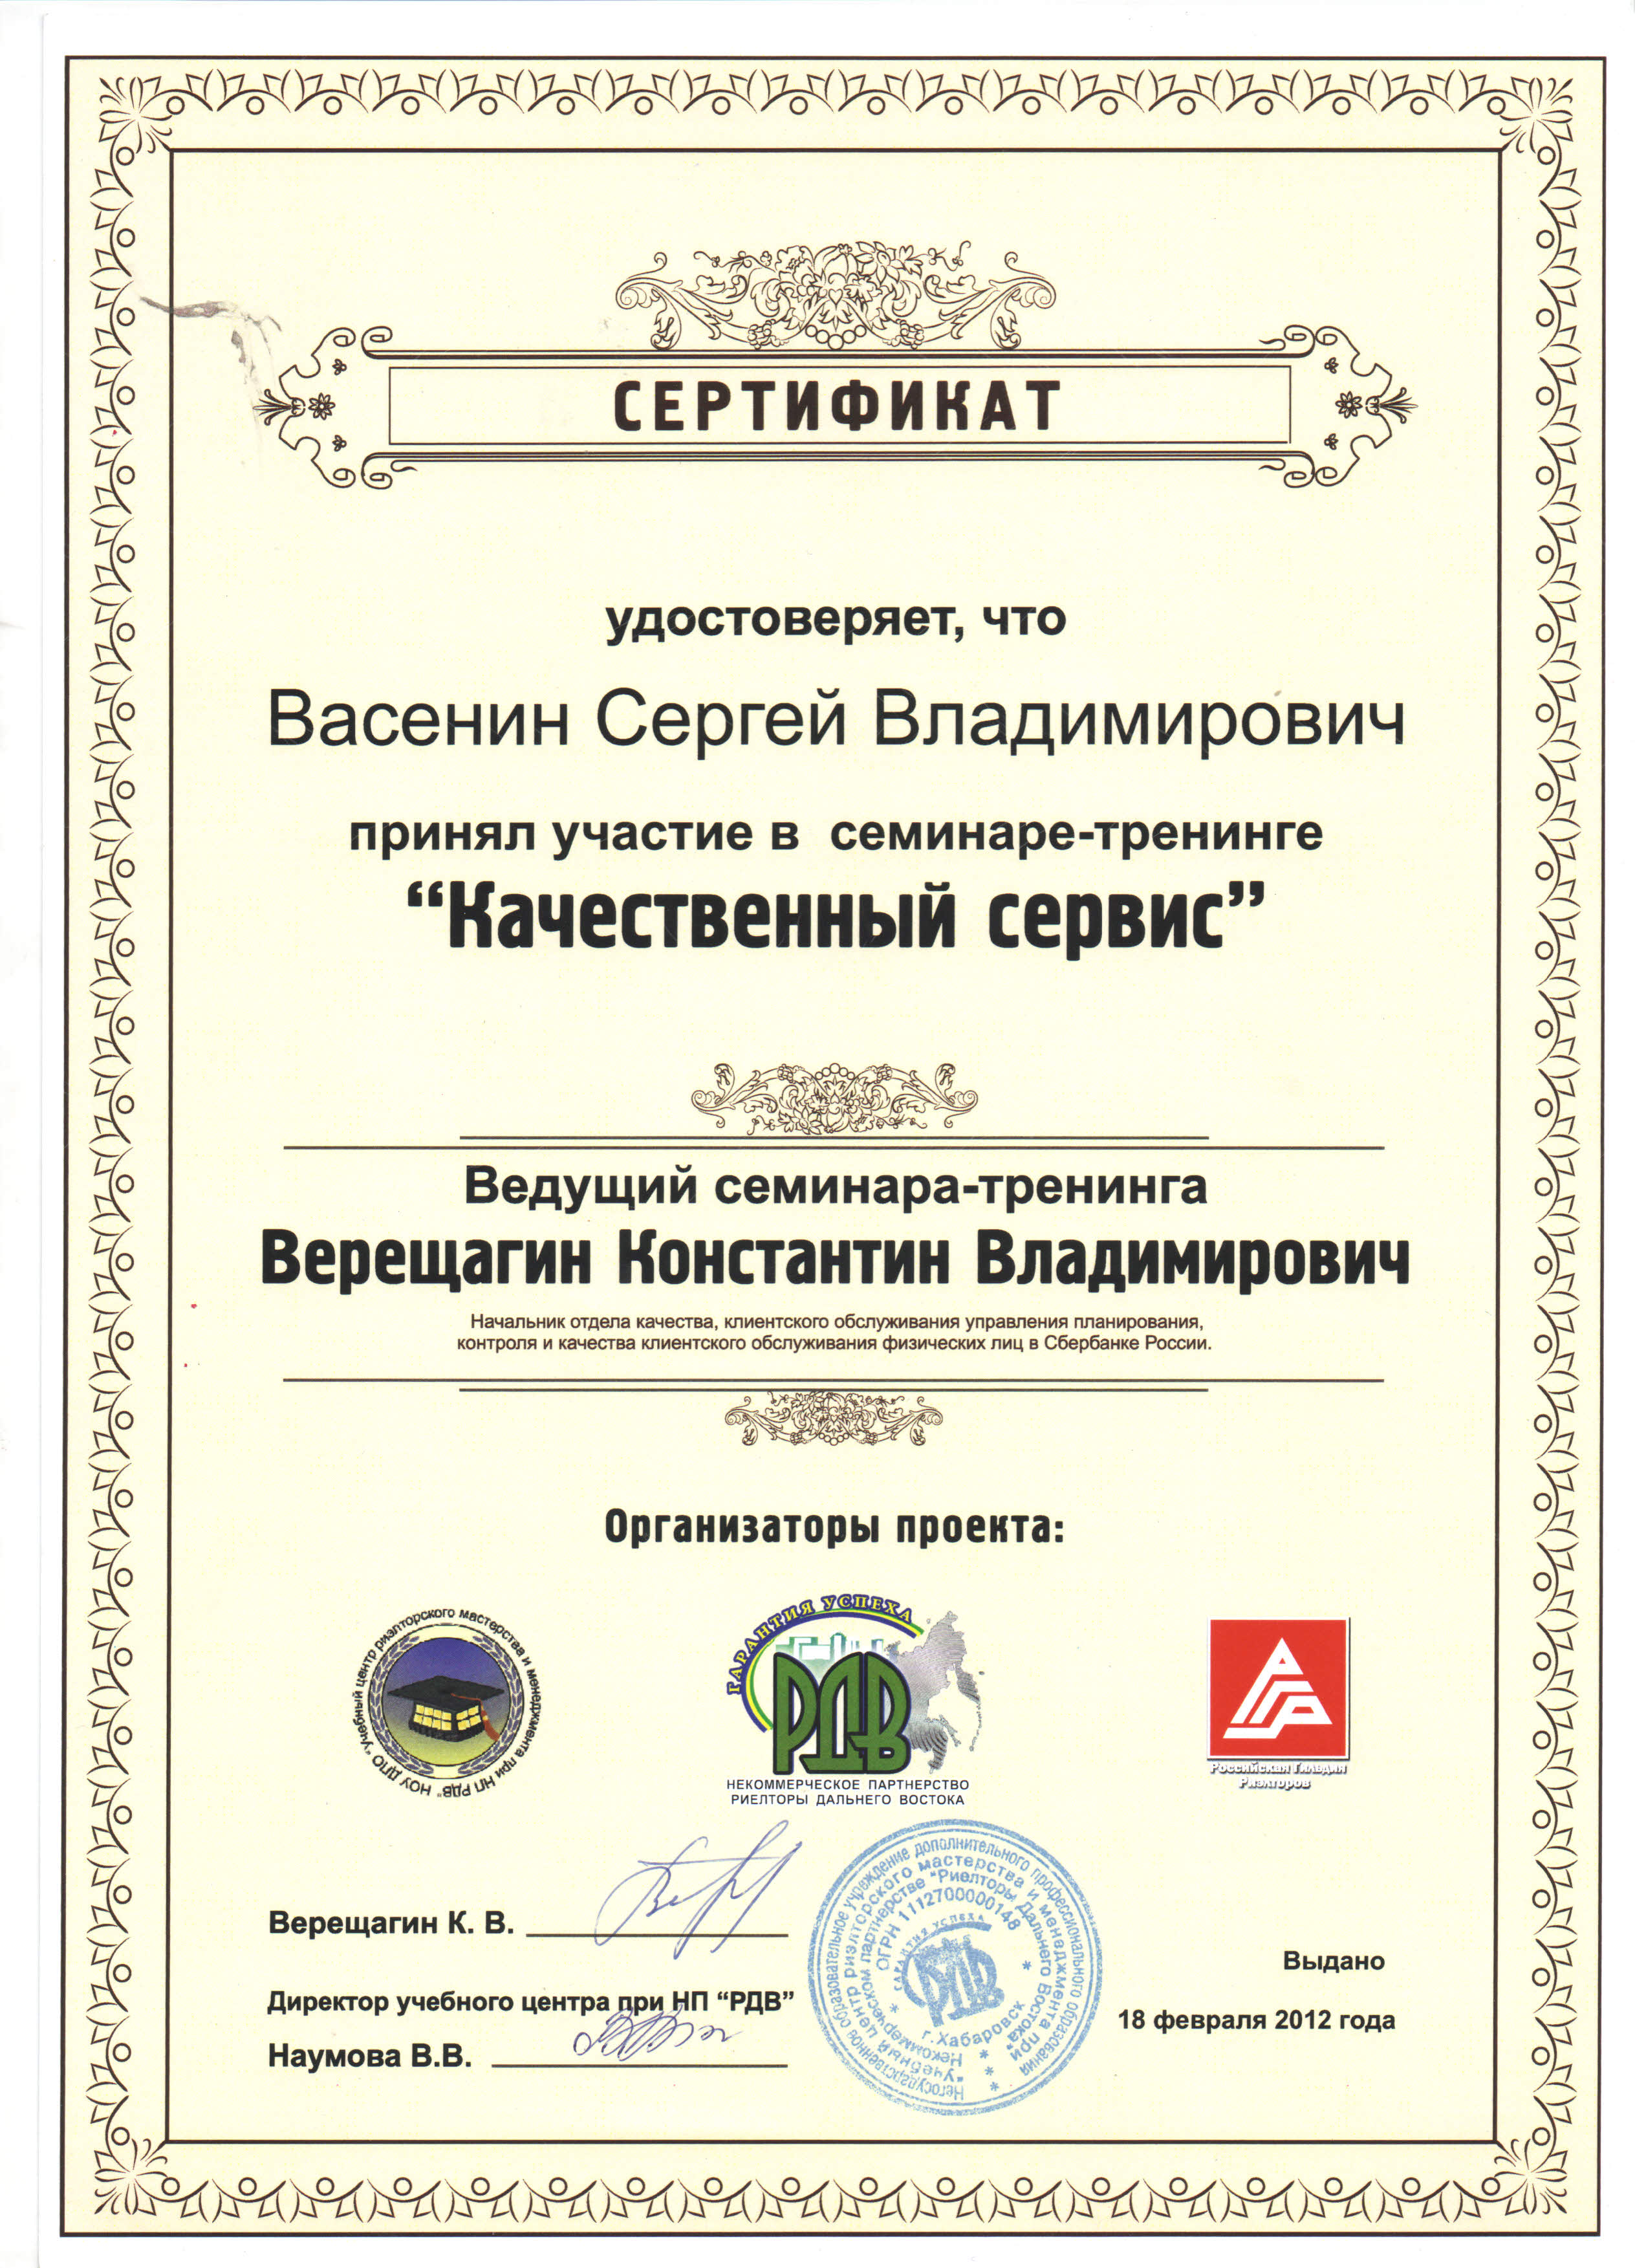 СЕРТИФИКАТ
удостоверяет, что
Васенин Сергей Владимирович
принял участие в семинаре-тренинге
“Качественный сервис”
Ведущий семинара-тренинга
Верещагин Константин Владимирович
Начальник отдела качества, клиентского обслуживания управления планирования,
контроля и качества клиентского обслуживания физических лиц в Сбербанке России.
Организаторы проекта:
НОУ ДПО "Учебный центр риэлторского мастерства и менеджмента при НП РДВ"
ГАРАНТИЯ УСПЕХА
РДВ
НЕКОММЕРЧЕСКОЕ ПАРТНЕРСТВО
РИЕЛТОРЫ ДАЛЬНЕГО ВОСТОКА
РГР
Российская Гильдия
Риэлторов
Верещагин К. В.
Директор учебного центра при НП “РДВ”
Наумова В.В.
Негосударственное образовательное учреждение дополнительного профессионального образования
"Учебный центр риэлторского мастерства и менеджмента при
Некоммерческом партнерстве "Риелторы Дальнего Востока"
ОГРН 1112700000148
ГАРАНТИЯ УСПЕХА
РДВ
г.Хабаровск
Выдано
18 февраля 2012 года